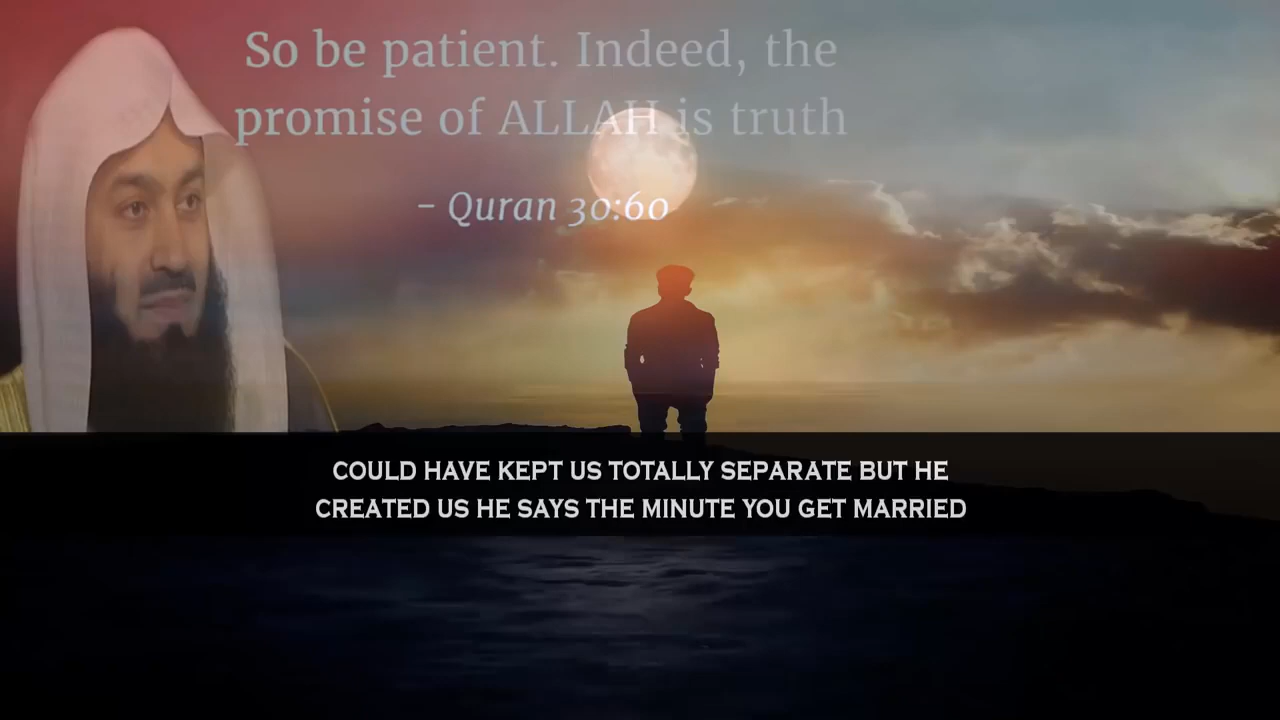 So be patient. Indeed, the
promise of ALLAH is truth
- Quran 30:60
COULD HAVE KEPT US TOTALLY SEPARATE BUT HE
CREATED US HE SAYS THE MINUTE YOU GET MARRIED